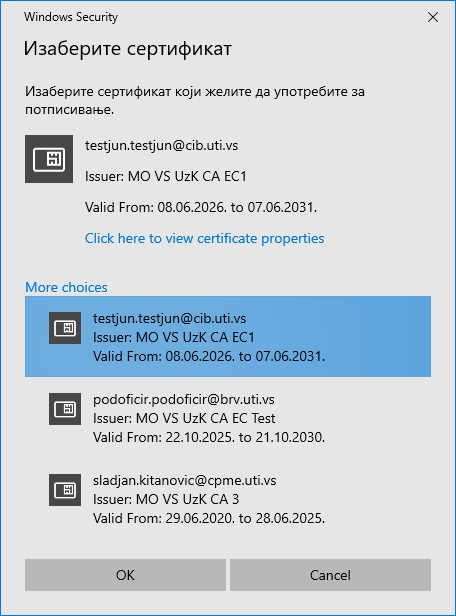 Windows Security
Изаберите сертификат
Изаберите сертификат који желите да употребите за
потписивање.
testjun.testjun@cib.uti.vs
Issuer: MO VS UzK CA EC1
Valid From: 08.06.2026. to 07.06.2031.
Click here to view certificate properties
More choices
testjun.testjun@cib.uti.vs
Issuer: MO VS UzK CA EC1
Valid From: 08.06.2026. to 07.06.2031.
podoficir.podoficir@brv.uti.vs
Issuer: MO VS UzK CA EC Test
Valid From: 22.10.2025. to 21.10.2030.
sladjan.kitanovic@cpme.uti.vs
Issuer: MO VS UzK CA 3
Valid From: 29.06.2020. to 28.06.2025.
OK
Cancel